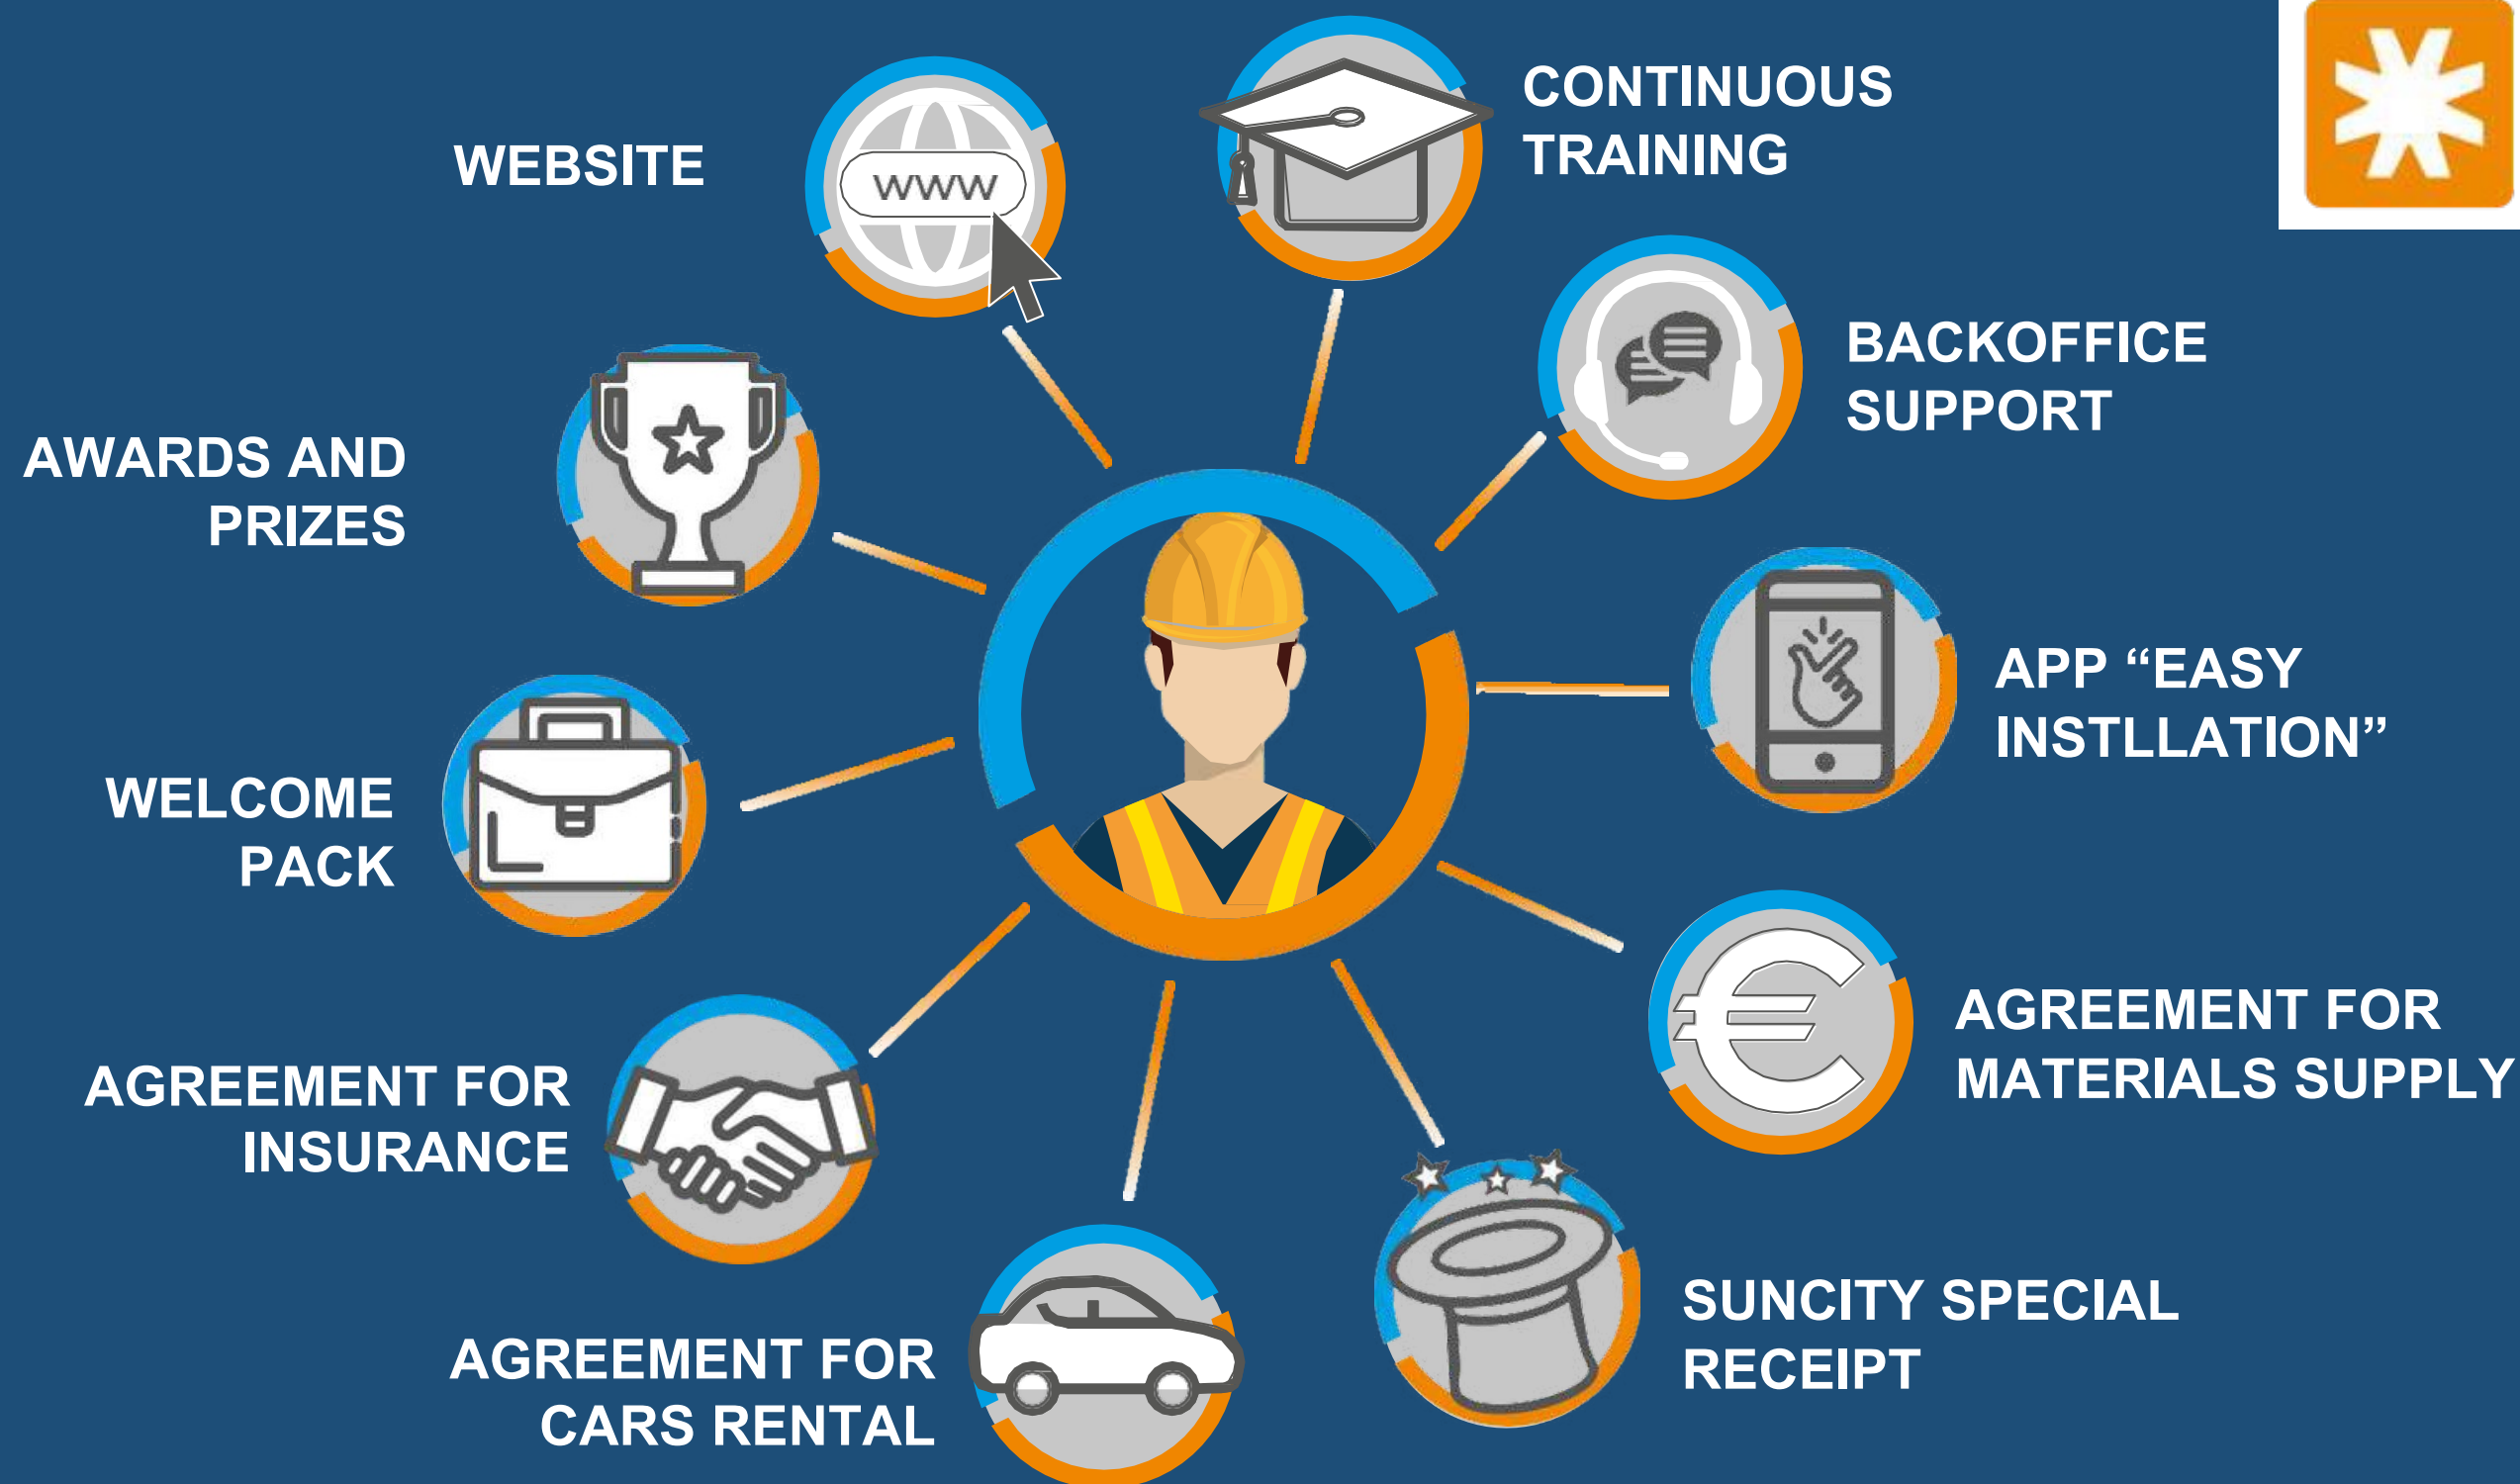 WEBSITE
WWW
CONTINUOUS
TRAINING
BACKOFFICE
SUPPORT
AWARDS AND
PRIZES
APP “EASY
INSTLLATION”
WELCOME
PACK
AGREEMENT FOR
MATERIALS SUPPLY
AGREEMENT FOR
INSURANCE
SUNCITY SPECIAL
RECEIPT
AGREEMENT FOR
CARS RENTAL